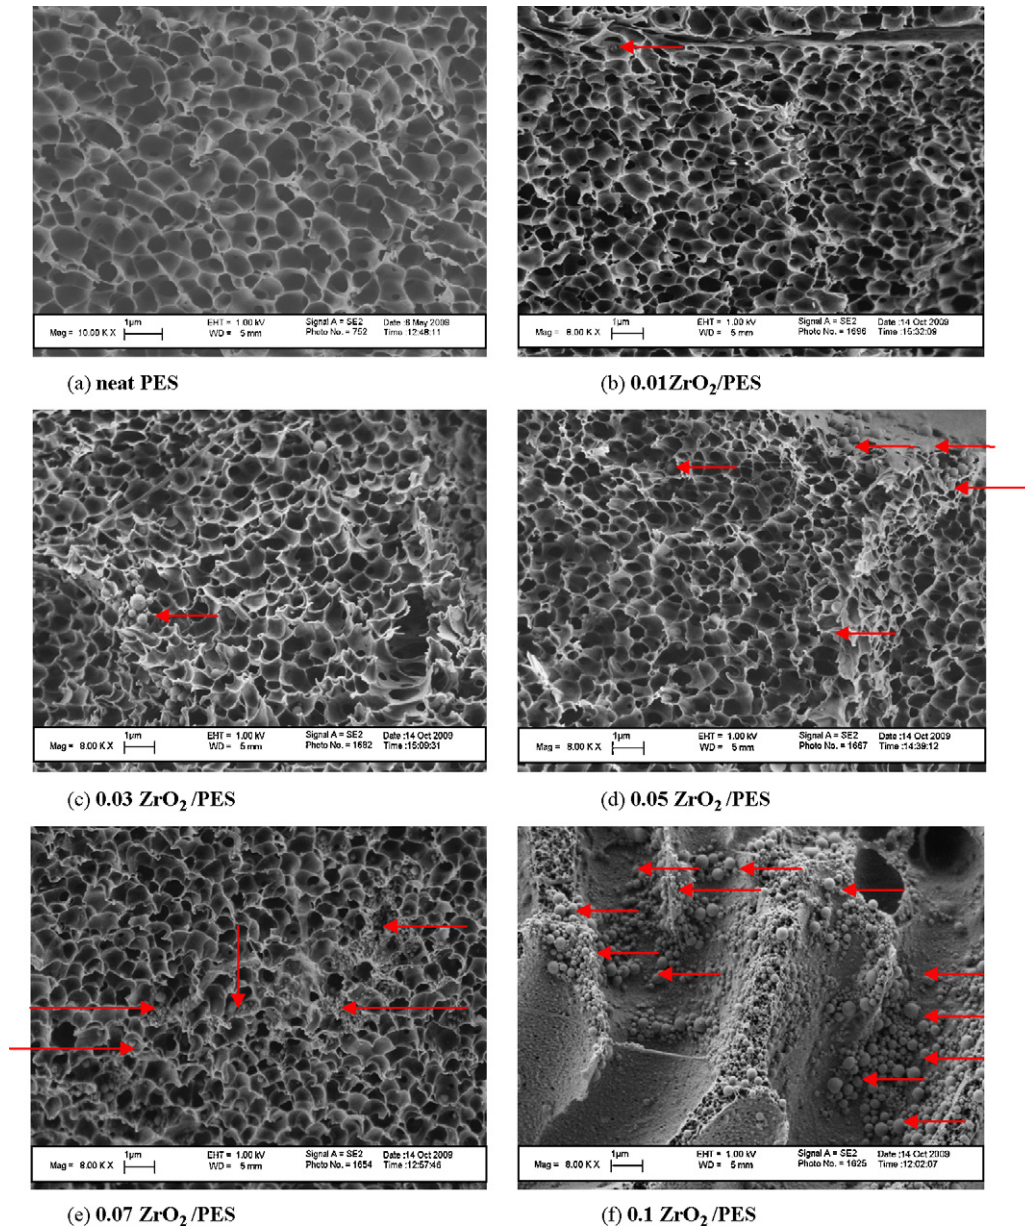 Mag = 10.00 K X 1µm EHT = 1.00 kV WD = 5 mm Signal A = SE2 Photo No. = 752 Date :8 May 2009 Time :12:48:11
Mag = 8.00 K X 1µm EHT = 1.00 kV WD = 5 mm Signal A = SE2 Photo No. = 1696 Date :14 Oct 2009 Time :15:32:09
(a) neat PES
(b) 0.01ZrO₂/PES
Mag = 8.00 K X 1µm EHT = 1.00 kV WD = 5 mm Signal A = SE2 Photo No. = 1682 Date :14 Oct 2009 Time :15:09:31
Mag = 8.00 K X 1µm EHT = 1.00 kV WD = 5 mm Signal A = SE2 Photo No. = 1667 Date :14 Oct 2009 Time :14:39:12
(c) 0.03 ZrO₂ /PES
(d) 0.05 ZrO₂ /PES
Mag = 8.00 K X 1µm EHT = 1.00 kV WD = 5 mm Signal A = SE2 Photo No. = 1654 Date :14 Oct 2009 Time :12:57:46
Mag = 8.00 K X 1µm EHT = 1.00 kV WD = 5 mm Signal A = SE2 Photo No. = 1625 Date :14 Oct 2009 Time :12:02:07
(e) 0.07 ZrO₂ /PES
(f) 0.1 ZrO₂ /PES